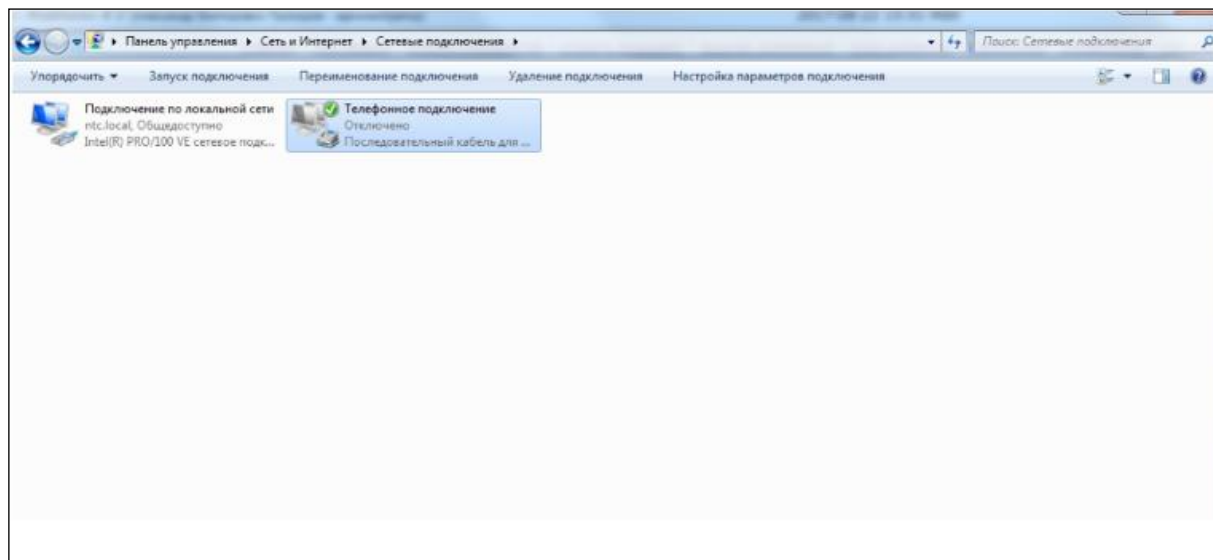 Панель управления ▸ Сеть и Интернет ▸ Сетевые подключения ▸
Поиск: Сетевые подключения
Упорядочить ▾ Запуск подключения Переименование подключения Удаление подключения Настройка параметров подключения
Подключение по локальной сети
ntc.local, Общедоступно
Intel(R) PRO/100 VE сетевое подк...
Телефонное подключение
Отключено
Последовательный кабель для ...